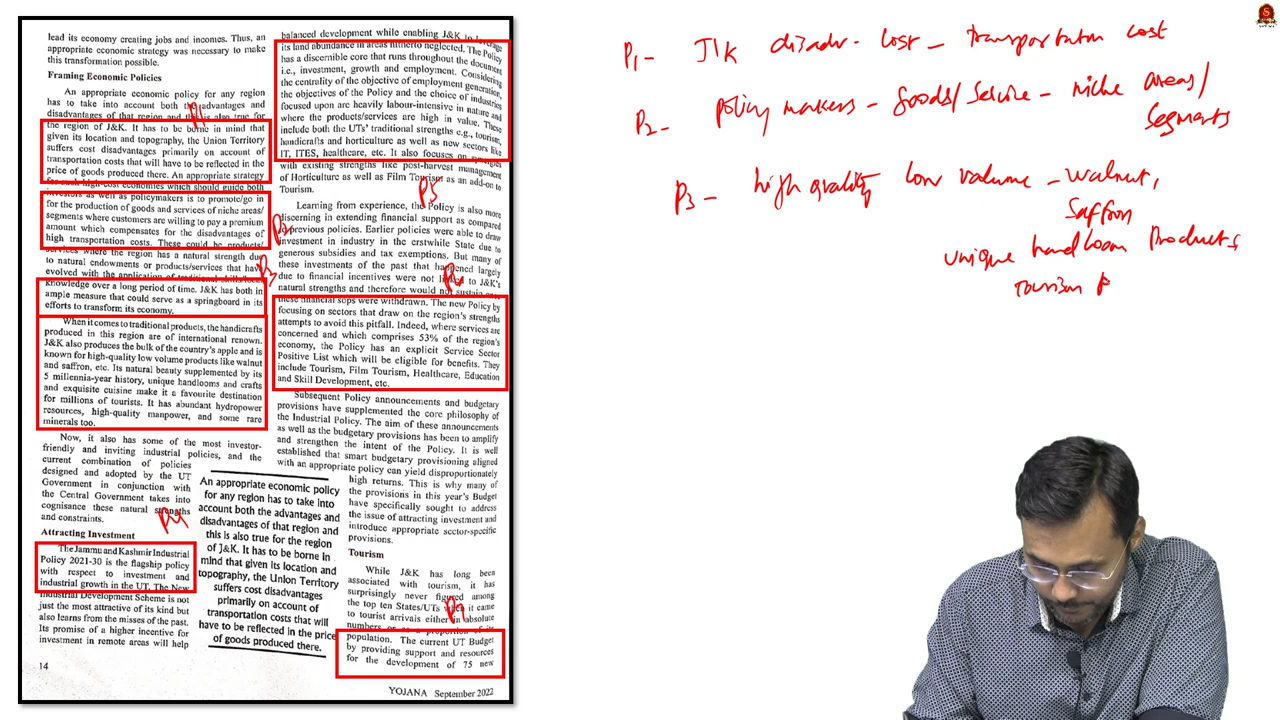 lead its economy creating jobs and incomes. Thus, an
appropriate economic strategy was necessary to make
this transformation possible.
Framing Economic Policies
An appropriate economic policy for any region
has to take into account both the advantages and
disadvantages of that region and this is also true for
the region of J&K. It has to be borne in mind that
given its location and topography, the Union Territory
suffers cost disadvantages primarily on account of
transportation costs that will have to be reflected in the
price of goods produced there. An appropriate strategy
for such high-cost economies which should guide both
investors as well as policymakers is to promote/go in
for the production of goods and services of niche areas/
segments where customers are willing to pay a premium
amount which compensates for the disadvantages of
high transportation costs. These could be products/
services where the region has a natural strength due
to natural endowments or products/services that have
evolved with the application of traditional skills/
knowledge over a long period of time. J&K has both in
ample measure that could serve as a springboard in its
efforts to transform its economy.
When it comes to traditional products, the handicrafts
produced in this region are of international renown.
J&K also produces the bulk of the country's apple and is
known for high-quality low volume products like walnut
and saffron, etc. Its natural beauty supplemented by its
5 millennia-year history, unique handlooms and crafts
and exquisite cuisine make it a favourite destination
for millions of tourists. It has abundant hydropower
resources, high-quality manpower, and some rare
minerals too.
Now, it also has some of the most investor-
friendly and inviting industrial policies, and the
current combination of policies
designed and adopted by the UT
Government in conjunction with
the Central Government takes into
cognisance these natural strengths
and constraints.
Attracting Investment
The Jammu and Kashmir Industrial
Policy 2021-30 is the flagship policy
with respect to investment and
industrial growth in the UT. The New
Industrial Development Scheme is not
just the most attractive of its kind but
also learns from the misses of the past.
Its promise of a higher incentive for
investment in remote areas will help
14
An appropriate economic policy
for any region has to take into
account both the advantages and
disadvantages of that region and
this is also true for the region
of J&K. It has to be borne in
mind that given its location and
topography, the Union Territory
suffers cost disadvantages
primarily on account of
transportation costs that will
have to be reflected in the price
of goods produced there.
balanced development while enabling J&K to leverage
its land abundance in areas hitherto neglected. The Policy
has a discernible core that runs throughout the document
i.e., investment, growth and employment. Considering
the centrality of the objective of employment generation,
the objectives of the Policy and the choice of industries
focused upon are heavily labour-intensive in nature and
where the products/services are high in value. These
include both the UTs' traditional strengths e.g., tourism,
handicrafts and horticulture as well as new sectors like
IT, ITES, healthcare, etc. It also focuses on synergies
with existing strengths like post-harvest management
of Horticulture as well as Film Tourism as an add-on to
Tourism.
Learning from experience, the Policy is also more
discerning in extending financial support as compared
to previous policies. Earlier policies were able to draw
investment in industry in the erstwhile State due to
generous subsidies and tax exemptions. But many of
these investments of the past that happened largely
due to financial incentives were not linked to J&K's
natural strengths and therefore would not sustain once
these financial sops were withdrawn. The new Policy by
focusing on sectors that draw on the region's strengths
attempts to avoid this pitfall. Indeed, where services are
concerned and which comprises 53% of the region's
economy, the Policy has an explicit Service Sector
Positive List which will be eligible for benefits. They
include Tourism, Film Tourism, Healthcare, Education
and Skill Development, etc.
Subsequent Policy announcements and budgetary
provisions have supplemented the core philosophy of
the Industrial Policy. The aim of these announcements
as well as the budgetary provisions has been to amplify
and strengthen the intent of the Policy. It is well
established that smart budgetary provisioning aligned
with an appropriate policy can yield disproportionately
high returns. This is why many of
the provisions in this year's Budget
have specifically sought to address
the issue of attracting investment and
introduce appropriate sector-specific
provisions.
Tourism
While J&K has long been
associated with tourism, it has
surprisingly never figured among
the top ten States/UTs when it came
to tourist arrivals either in absolute
numbers or as a proportion of its
population. The current UT Budget
by providing support and resources
for the development of 75 new
YOJANA September 2022
P1
P2
P3
P4
P5
P6
P7
P1 - J/K disadv - cost - transportation cost
P2 - policy makers - goods/service - niche areas/
segments
P3 - high quality low volume - walnut,
saffron
unique handloom products
tourism p